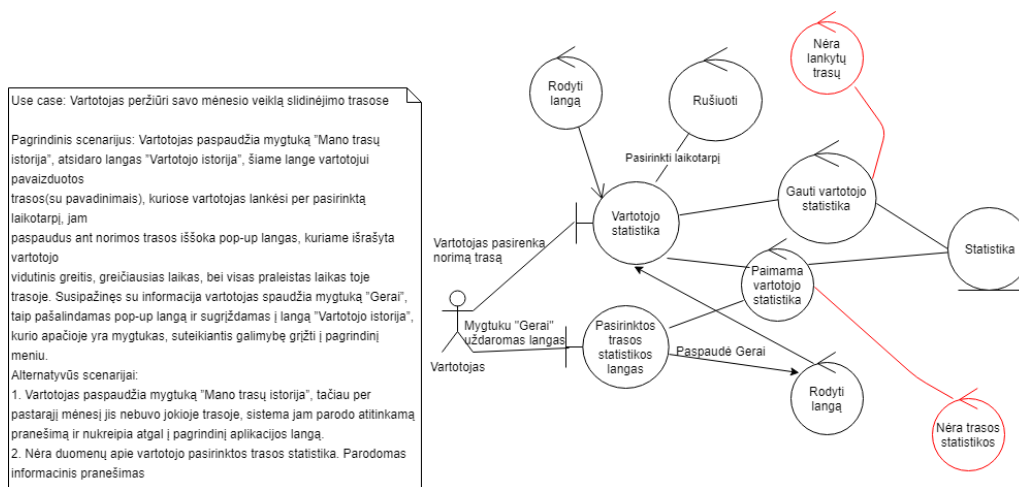 Use case: Vartotojas peržiūri savo mėnesio veiklą slidinėjimo trasose
Pagrindinis scenarijus: Vartotojas paspaudžia mygtuką "Mano trasų
istorija", atsidaro langas "Vartotojo istorija", šiame lange vartotojui
pavaizduotos
trasos(su pavadinimais), kuriose vartotojas lankėsi per pasirinktą
laikotarpį, jam
paspaudus ant norimos trasos iššoka pop-up langas, kuriame išrašyta
vartotojo
vidutinis greitis, greičiausias laikas, bei visas praleistas laikas toje
trasoje. Susipažinęs su informacija vartotojas spaudžia mygtuką "Gerai",
taip pašalindamas pop-up langą ir sugrįždamas į langą "Vartotojo istorija",
kurio apačioje yra mygtukas, suteikiantis galimybę grįžti į pagrindinį
meniu.
Alternatyvūs scenarijai:
1. Vartotojas paspaudžia mygtuką "Mano trasų istorija", tačiau per
pastarąjį mėnesį jis nebuvo jokioje trasoje, sistema jam parodo atitinkamą
pranešimą ir nukreipia atgal į pagrindinį aplikacijos langą.
2. Nėra duomenų apie vartotojo pasirinktos trasos statistika. Parodomas
informacinis pranešimas
Rodyti
langą
Rušiuoti
Nėra
lankytų
trasų
Pasirinkti laikotarpį
Vartotojo
statistika
Gauti vartotojo
statistika
Statistika
Vartotojas pasirenka
norimą trasą
Paimama
vartotojo
statistika
Mygtuku "Gerai"
uždaromas langas
Vartotojas
Pasirinktos
trasos
statistikos
langas
Paspaudė Gerai
Rodyti
langą
Nėra trasos
statistikos